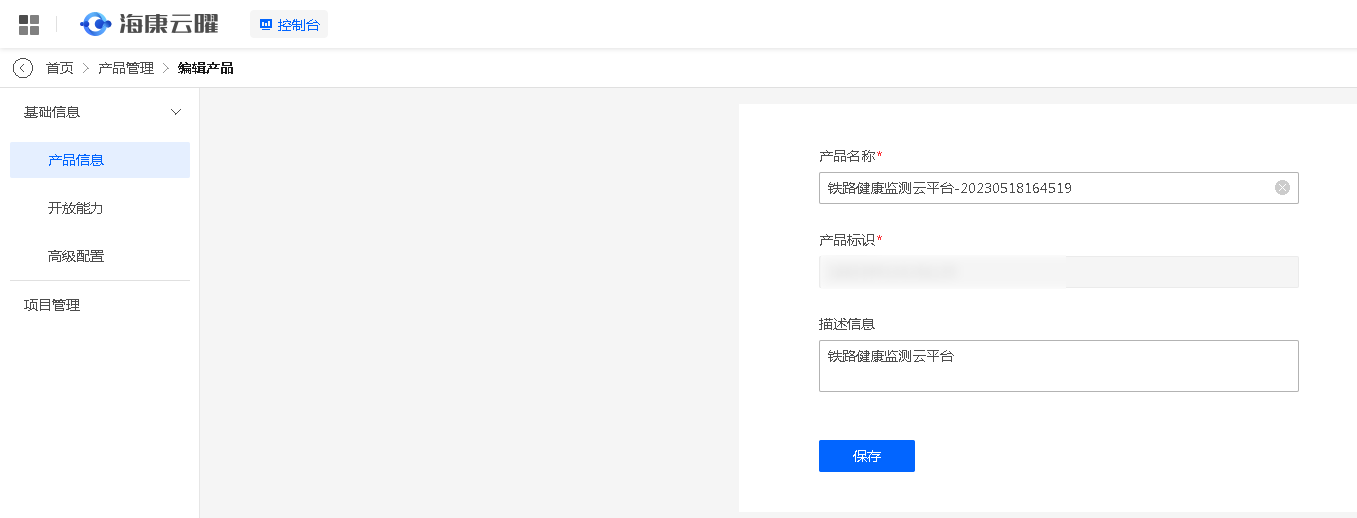 海康云曜 控制台
首页 产品管理 编辑产品
基础信息
产品信息
开放能力
高级配置
项目管理
产品名称*
铁路健康监测云平台-20230518164519
产品标识*
描述信息
铁路健康监测云平台
保存